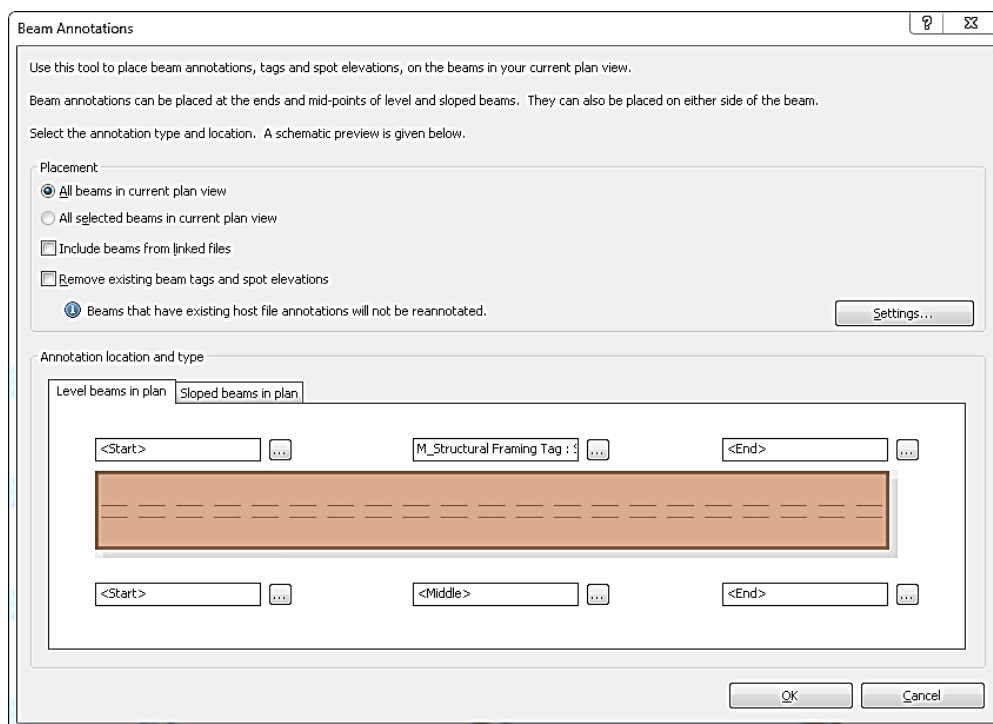 Beam Annotations
Use this tool to place beam annotations, tags and spot elevations, on the beams in your current plan view.
Beam annotations can be placed at the ends and mid-points of level and sloped beams. They can also be placed on either side of the beam.
Select the annotation type and location. A schematic preview is given below.
Placement
All beams in current plan view
All selected beams in current plan view
Include beams from linked files
Remove existing beam tags and spot elevations
Beams that have existing host file annotations will not be reannotated.
Settings...
Annotation location and type
Level beams in plan Sloped beams in plan
<Start> ... M_Structural Framing Tag : ... <End> ...
<Start> ... <Middle> ... <End> ...
OK Cancel